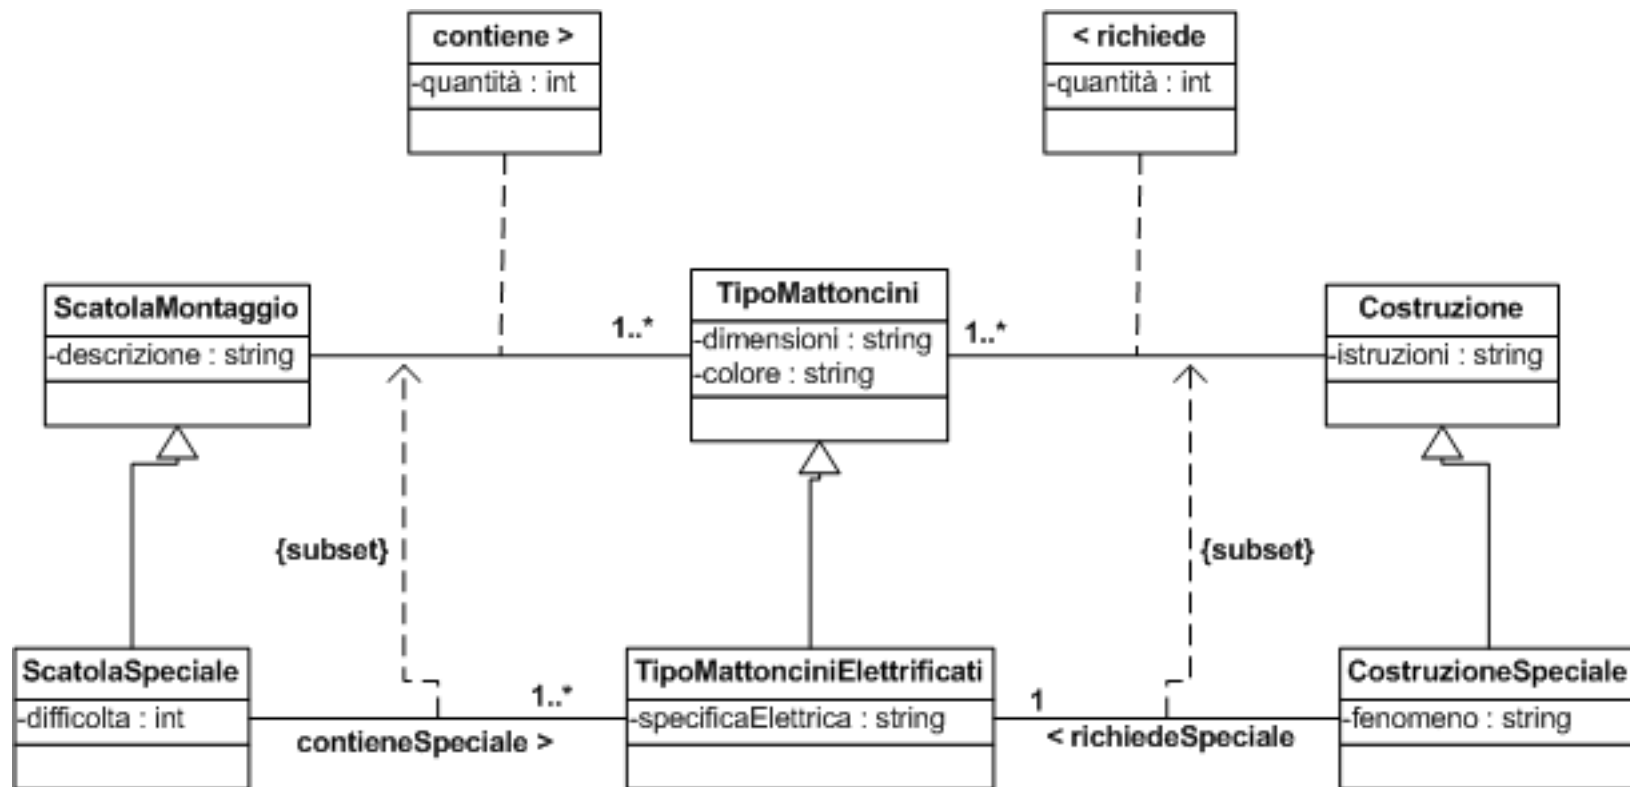 contiene >
-quantità : int
< richiede
-quantità : int
ScatolaMontaggio
-descrizione : string
1..*
TipoMattoncini
-dimensioni : string
-colore : string
1..*
Costruzione
-istruzioni : string
{subset}
{subset}
ScatolaSpeciale
-difficolta : int
contieneSpeciale >
1..*
TipoMattonciniElettrificati
-specificaElettrica : string
1
< richiedeSpeciale
CostruzioneSpeciale
-fenomeno : string